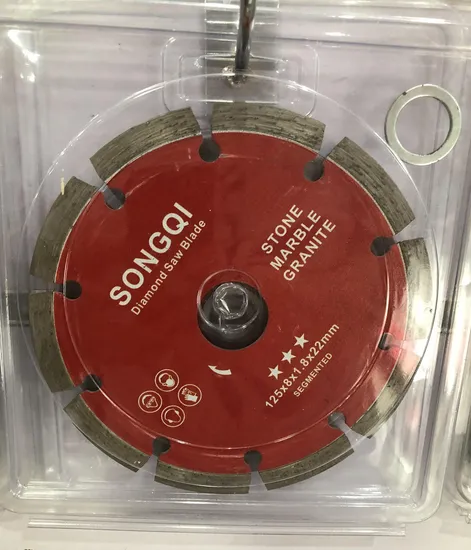 SONGQI
Diamond Saw Blade
STONE
MARBLE
GRANITE
★★★
125x8x1.8x22mm
SEGMENTED